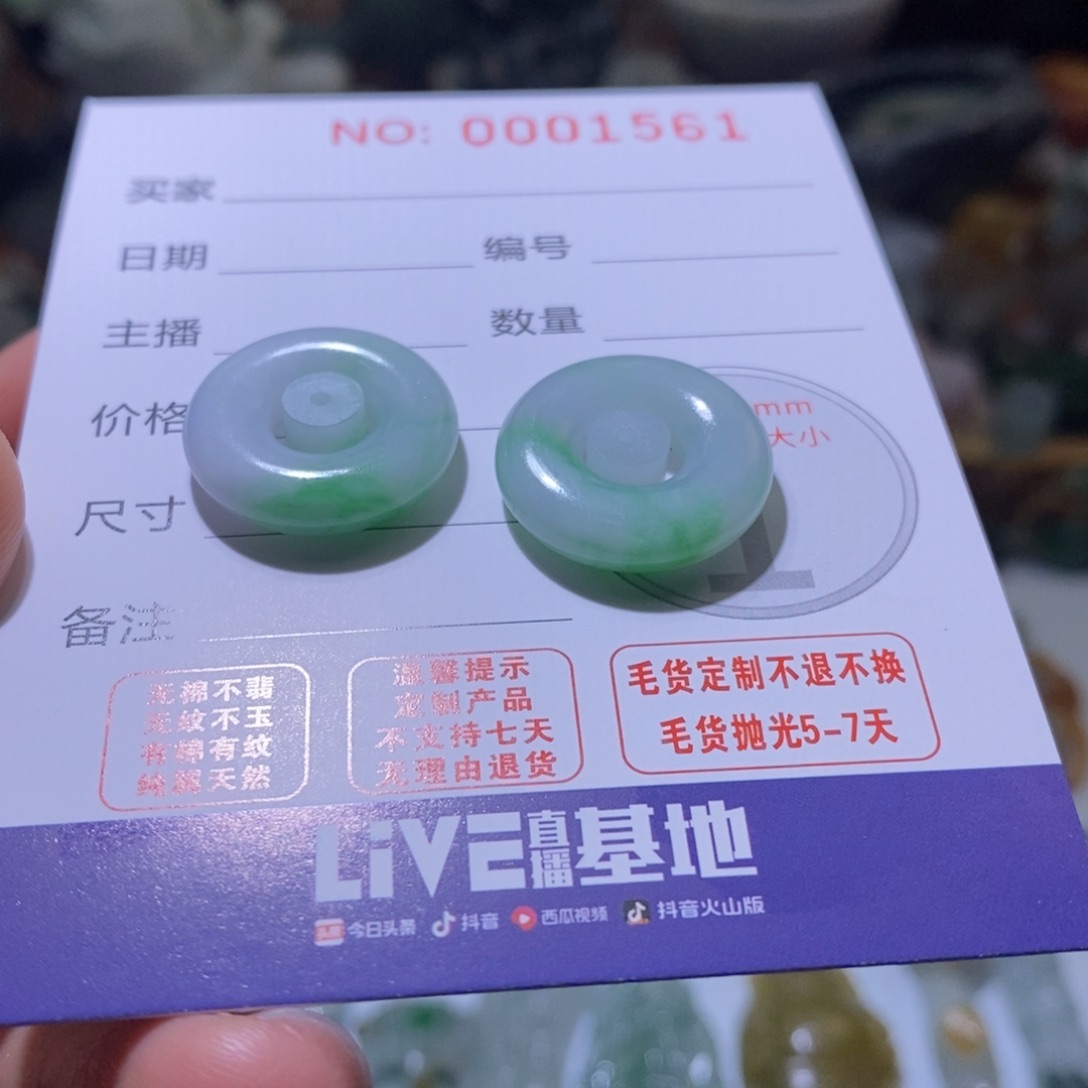 NO: 0001561
买家
日期 编号
主播 数量
价格
mm
大小
尺寸
备注
无棉不翡
无纹不玉
有棉有纹
纯属天然
温馨提示
定制产品
不支持七天
无理由退货
毛货定制不退不换
毛货抛光5-7天
LiVE直播基地
今日头条 抖音 西瓜视频 抖音火山版